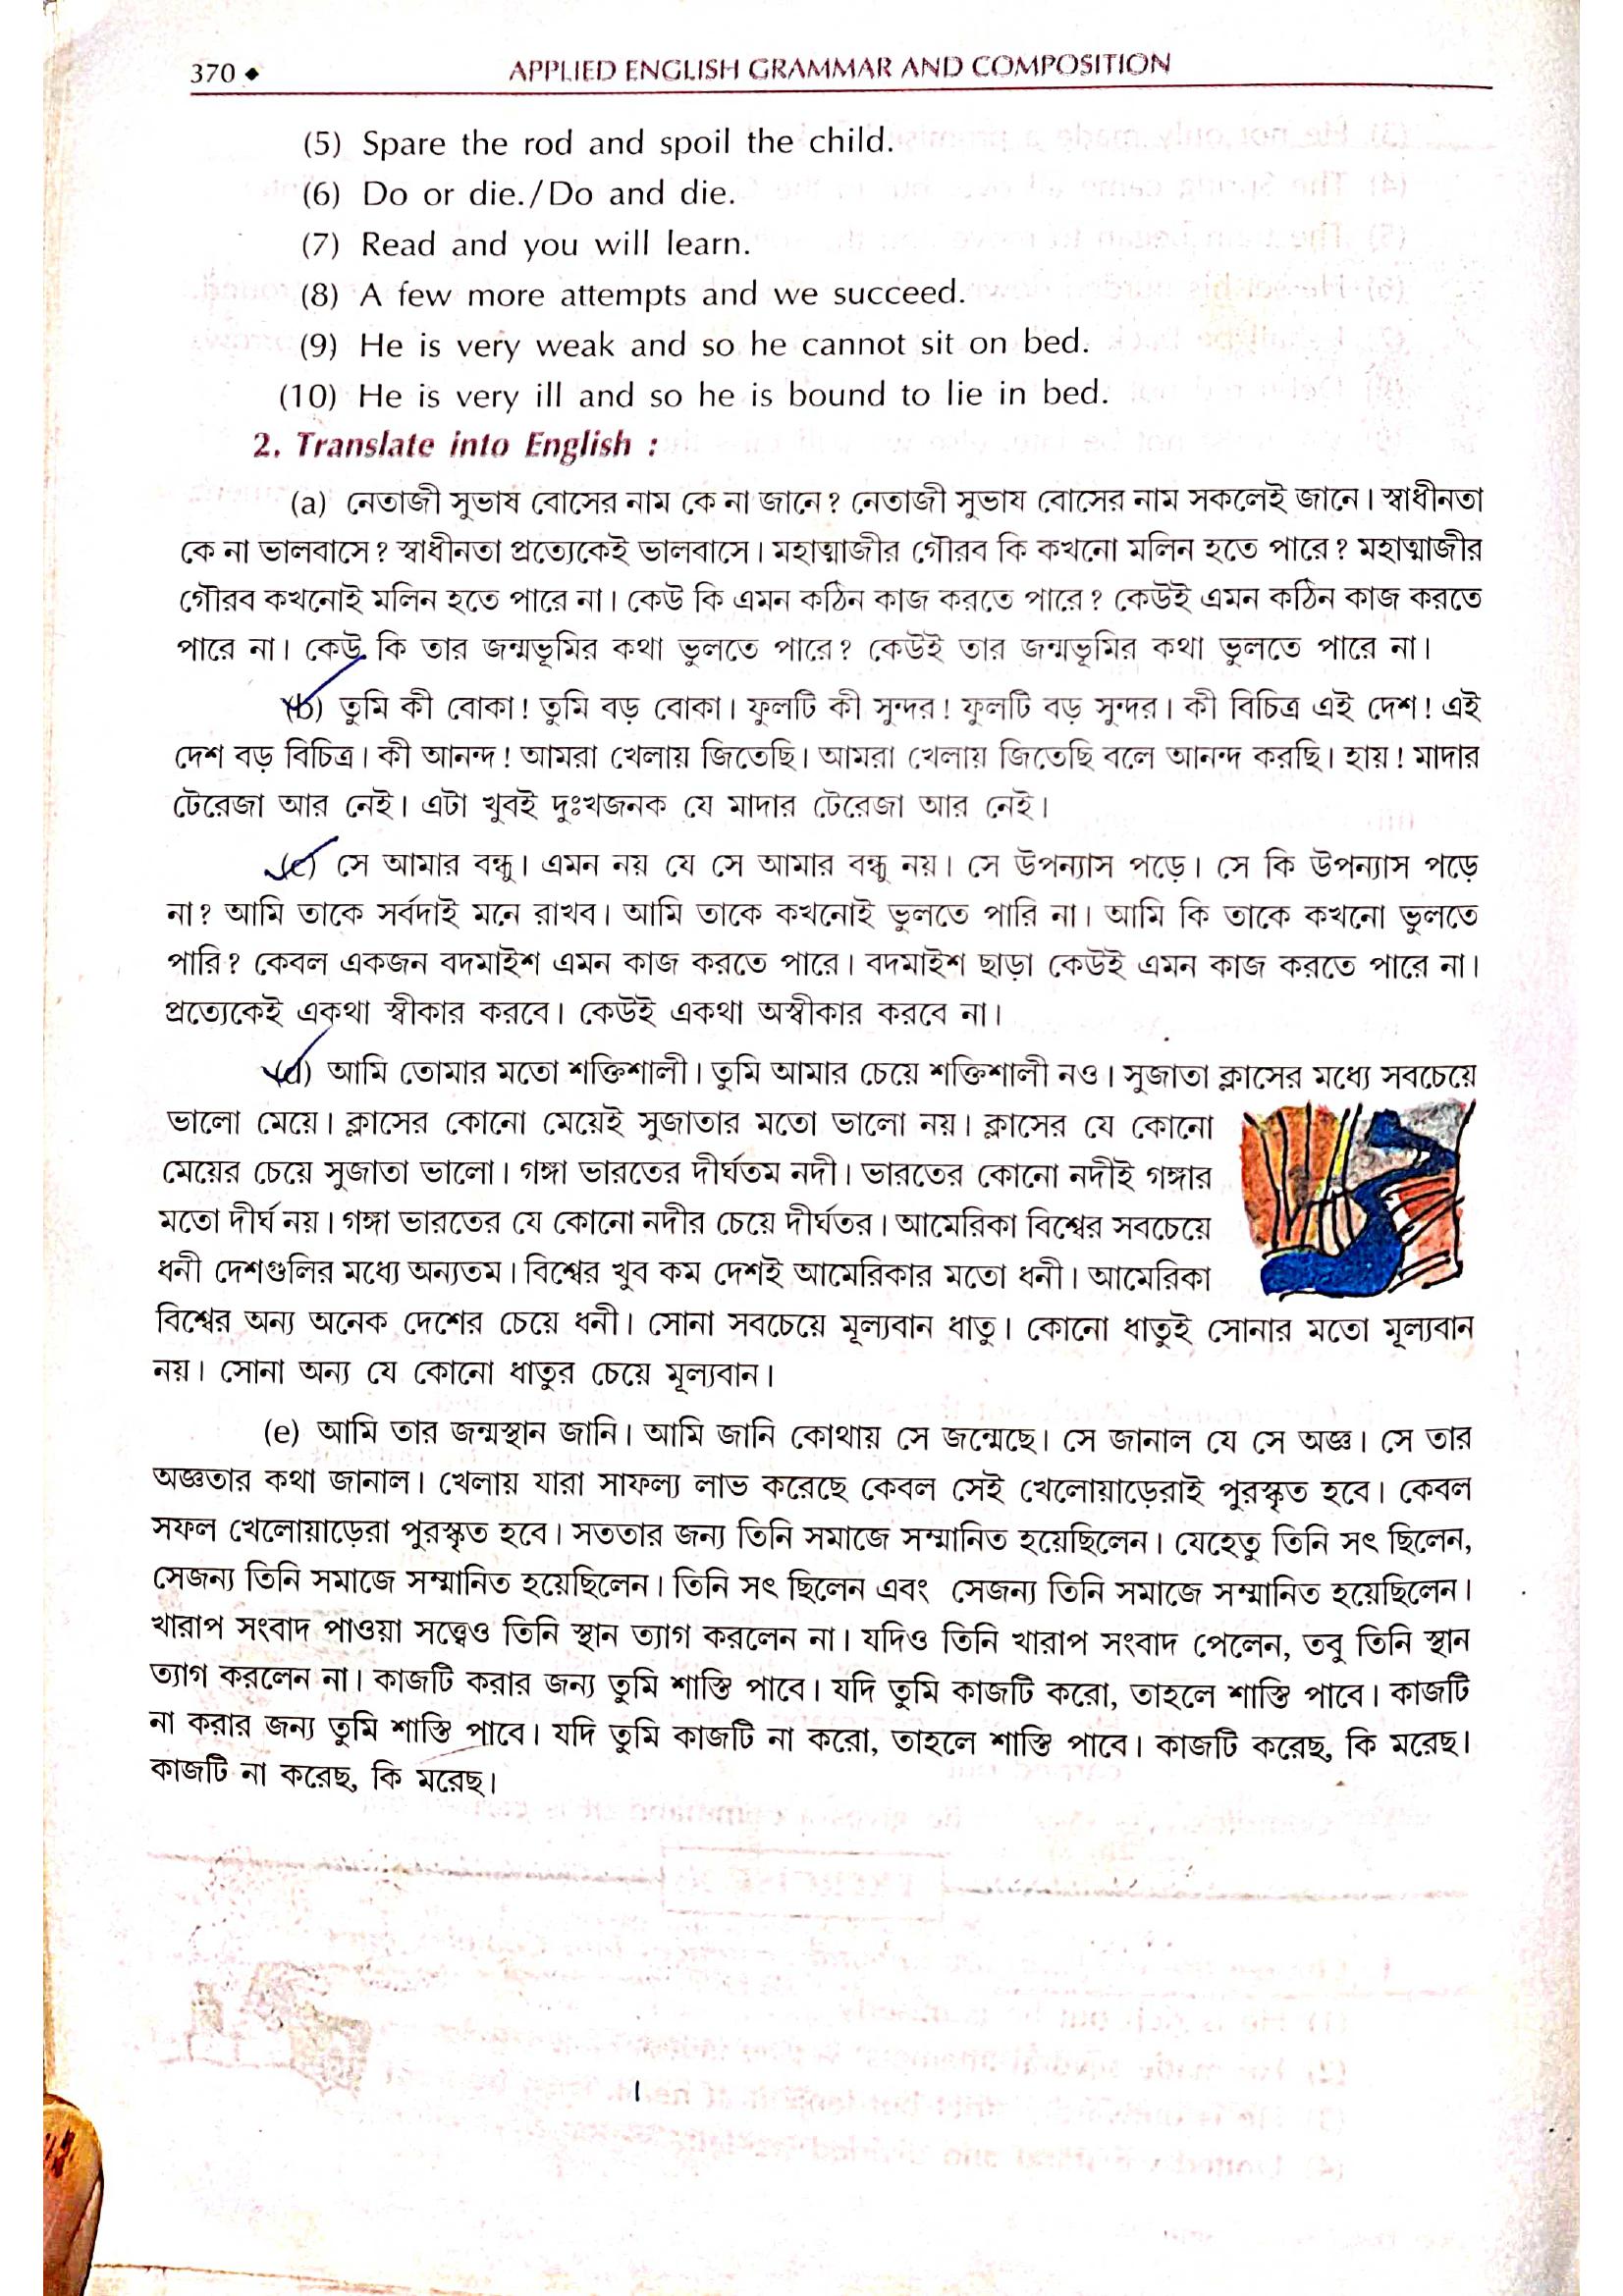 370 ◆ APPLIED ENGLISH GRAMMAR AND COMPOSITION
(5) Spare the rod and spoil the child.
(6) Do or die./Do and die.
(7) Read and you will learn.
(8) A few more attempts and we succeed.
(9) He is very weak and so he cannot sit on bed.
(10) He is very ill and so he is bound to lie in bed.
2. Translate into English :
(a) নেতাজী সুভাষ বোসের নাম কে না জানে? নেতাজী সুভাষ বোসের নাম সকলেই জানে। স্বাধীনতা
কে না ভালবাসে? স্বাধীনতা প্রত্যেকেই ভালবাসে। মহাত্মাজীর গৌরব কি কখনো মলিন হতে পারে? মহাত্মাজীর
গৌরব কখনোই মলিন হতে পারে না। কেউ কি এমন কঠিন কাজ করতে পারে? কেউই এমন কঠিন কাজ করতে
পারে না। কেউ কি তার জন্মভূমির কথা ভুলতে পারে? কেউই তার জন্মভূমির কথা ভুলতে পারে না।
(b) তুমি কী বোকা! তুমি বড় বোকা। ফুলটি কী সুন্দর! ফুলটি বড় সুন্দর। কী বিচিত্র এই দেশ! এই
দেশ বড় বিচিত্র। কী আনন্দ! আমরা খেলায় জিতেছি। আমরা খেলায় জিতেছি বলে আনন্দ করছি। হায়! মাদার
টেরেজা আর নেই। এটা খুবই দুঃখজনক যে মাদার টেরেজা আর নেই।
(c) সে আমার বন্ধু। এমন নয় যে সে আমার বন্ধু নয়। সে উপন্যাস পড়ে। সে কি উপন্যাস পড়ে
না? আমি তাকে সর্বদাই মনে রাখব। আমি তাকে কখনোই ভুলতে পারি না। আমি কি তাকে কখনো ভুলতে
পারি? কেবল একজন বদমাইশ এমন কাজ করতে পারে। বদমাইশ ছাড়া কেউই এমন কাজ করতে পারে না।
প্রত্যেকেই একথা স্বীকার করবে। কেউই একথা অস্বীকার করবে না।
(d) আমি তোমার মতো শক্তিশালী। তুমি আমার চেয়ে শক্তিশালী নও। সুজাতা ক্লাসের মধ্যে সবচেয়ে
ভালো মেয়ে। ক্লাসের কোনো মেয়েই সুজাতার মতো ভালো নয়। ক্লাসের যে কোনো
মেয়ের চেয়ে সুজাতা ভালো। গঙ্গা ভারতের দীর্ঘতম নদী। ভারতের কোনো নদীই গঙ্গার
মতো দীর্ঘ নয়। গঙ্গা ভারতের যে কোনো নদীর চেয়ে দীর্ঘতর। আমেরিকা বিশ্বের সবচেয়ে
ধনী দেশগুলির মধ্যে অন্যতম। বিশ্বের খুব কম দেশই আমেরিকার মতো ধনী। আমেরিকা
বিশ্বের অন্য অনেক দেশের চেয়ে ধনী। সোনা সবচেয়ে মূল্যবান ধাতু। কোনো ধাতুই সোনার মতো মূল্যবান
নয়। সোনা অন্য যে কোনো ধাতুর চেয়ে মূল্যবান।
(e) আমি তার জন্মস্থান জানি। আমি জানি কোথায় সে জন্মেছে। সে জানাল যে সে অজ্ঞ। সে তার
অজ্ঞতার কথা জানাল। খেলায় যারা সাফল্য লাভ করেছে কেবল সেই খেলোয়াড়েরাই পুরস্কৃত হবে। কেবল
সফল খেলোয়াড়েরা পুরস্কৃত হবে। সততার জন্য তিনি সমাজে সম্মানিত হয়েছিলেন। যেহেতু তিনি সৎ ছিলেন,
সেজন্য তিনি সমাজে সম্মানিত হয়েছিলেন। তিনি সৎ ছিলেন এবং সেজন্য তিনি সমাজে সম্মানিত হয়েছিলেন।
খারাপ সংবাদ পাওয়া সত্ত্বেও তিনি স্থান ত্যাগ করলেন না। যদিও তিনি খারাপ সংবাদ পেলেন, তবু তিনি স্থান
ত্যাগ করলেন না। কাজটি করার জন্য তুমি শাস্তি পাবে। যদি তুমি কাজটি করো, তাহলে শাস্তি পাবে। কাজটি
না করার জন্য তুমি শাস্তি পাবে। যদি তুমি কাজটি না করো, তাহলে শাস্তি পাবে। কাজটি করেছ, কি মরেছ।
কাজটি না করেছ, কি মরেছ।